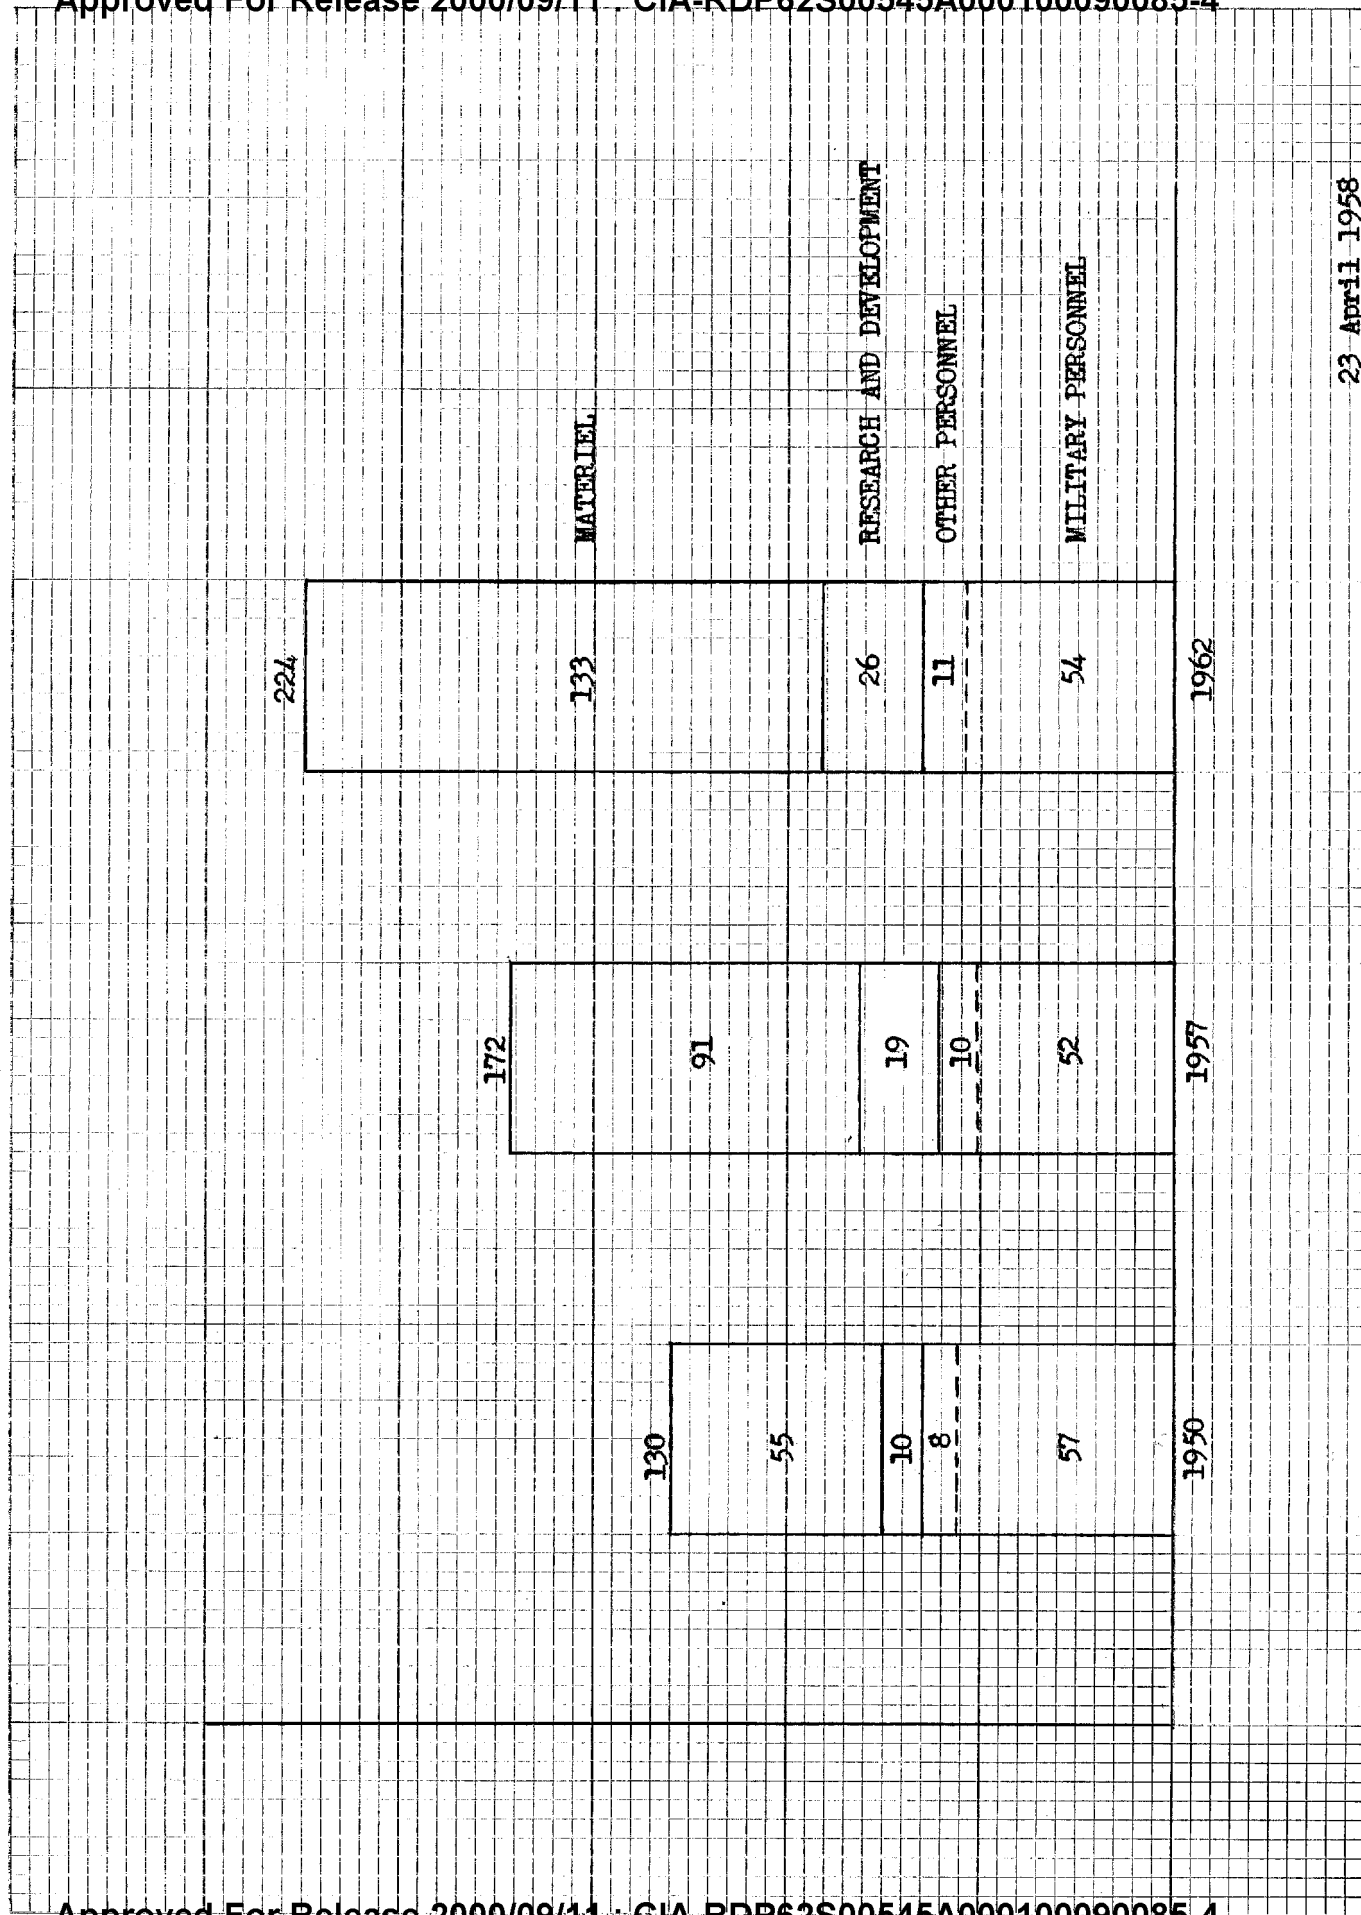 Approved For Release 2000/09/11 : CIA-RDP62S00545A000100090085-4
224
172
130
133
MATERIEL
91
55
26
RESEARCH AND DEVELOPMENT
19
10
11
OTHER PERSONNEL
10
8
54
MILITARY PERSONNEL
52
57
1950
1957
1962
23 April 1958
Approved For Release 2000/09/11 : CIA-RDP62S00545A000100090085-4